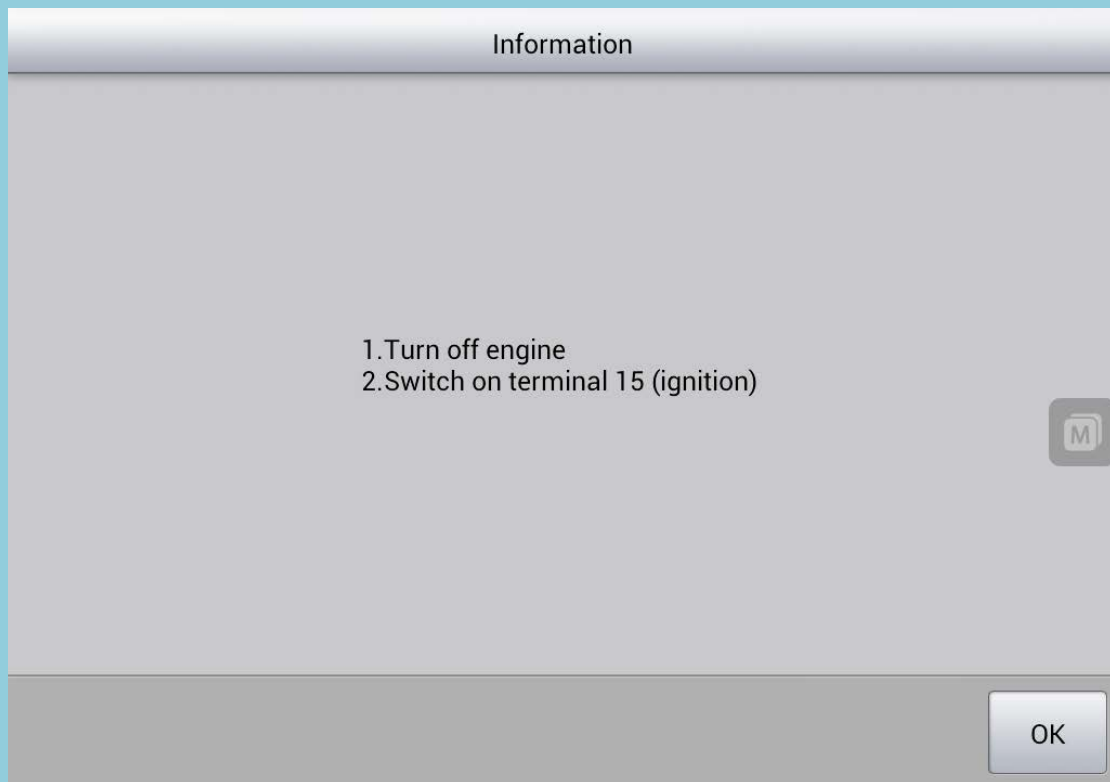 Information
1.Turn off engine
2.Switch on terminal 15 (ignition)
M
OK